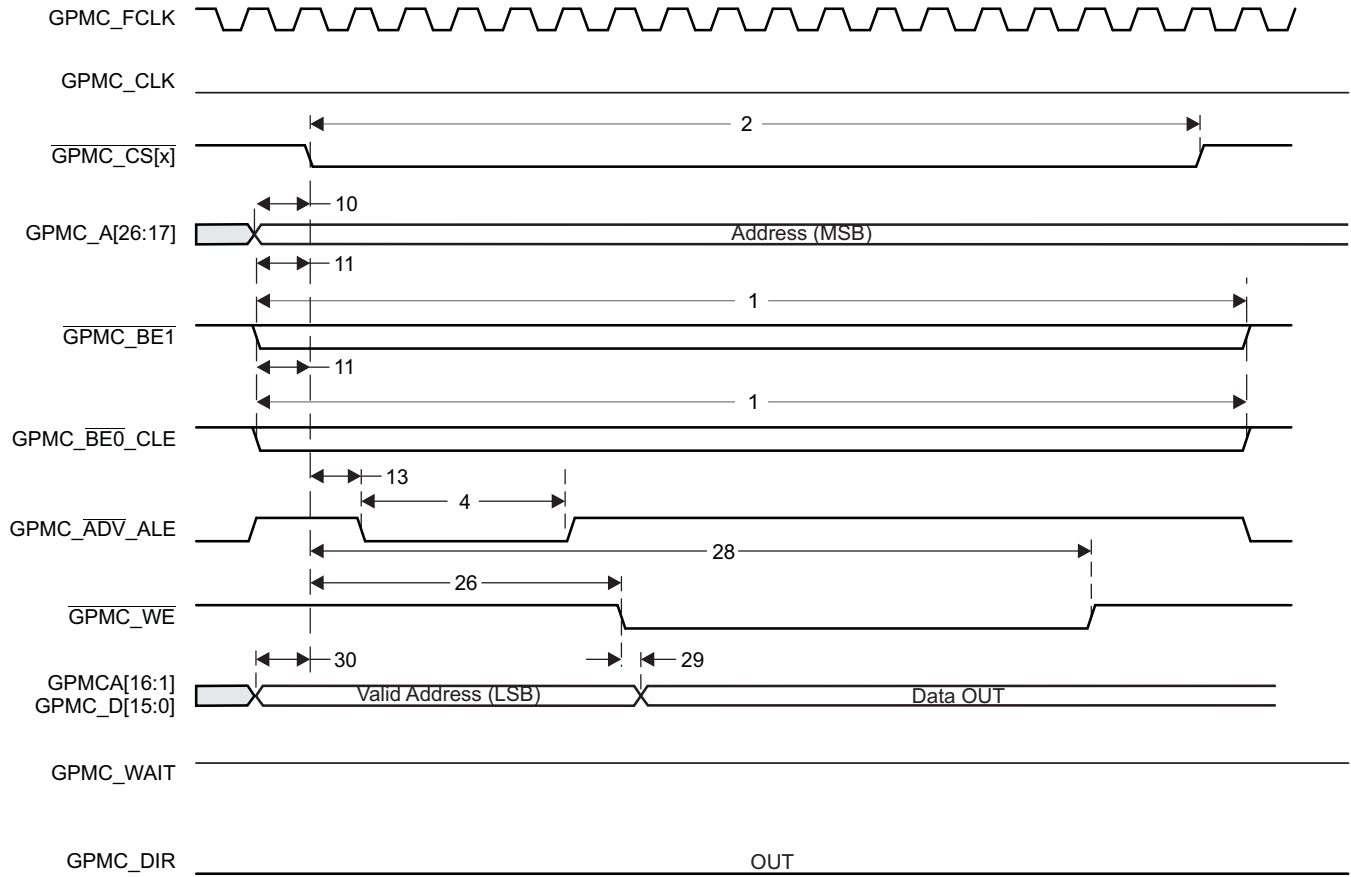 GPMC_FCLK
GPMC_CLK
2
GPMC_CS[x]
10
GPMC_A[26:17]
Address (MSB)
11
1
GPMC_BE1
11
1
GPMC_BE0_CLE
13
4
GPMC_ADV_ALE
28
26
GPMC_WE
30
29
GPMCA[16:1]
GPMC_D[15:0]
Valid Address (LSB)
Data OUT
GPMC_WAIT
GPMC_DIR
OUT